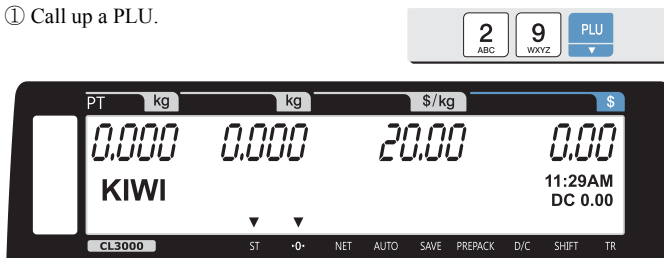 ① Call up a PLU.
2 9 PLU
ABC WXYZ ▼
PT kg kg $/kg $
0.000 0.000 20.00 0.00
KIWI 11:29AM
DC 0.00
▼ ▼
CL3000 ST ·0· NET AUTO SAVE PREPACK D/C SHIFT TR